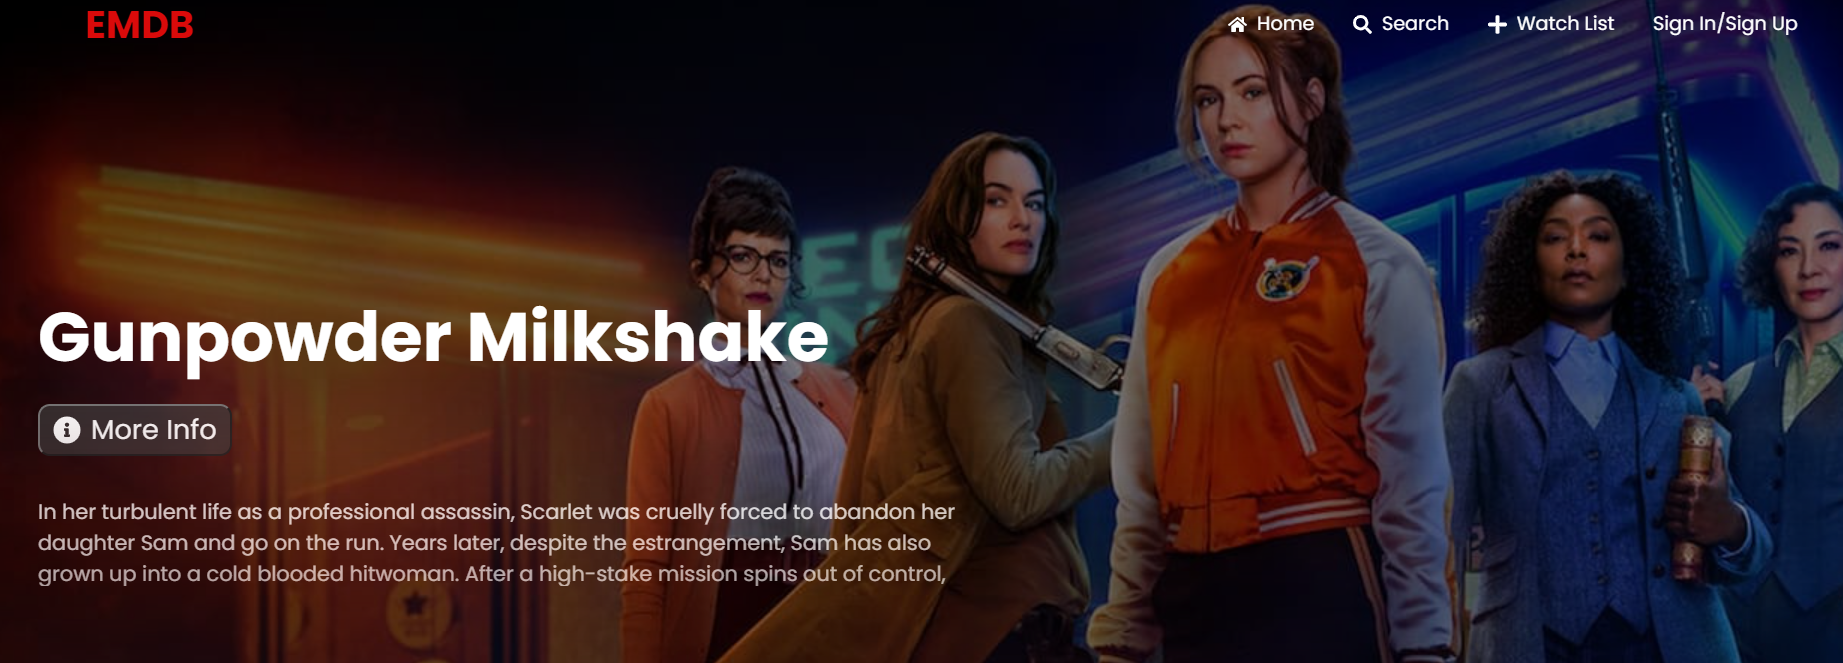 EMDB
Home Search Watch List Sign In/Sign Up
Gunpowder Milkshake
More Info
In her turbulent life as a professional assassin, Scarlet was cruelly forced to abandon her
daughter Sam and go on the run. Years later, despite the estrangement, Sam has also
grown up into a cold blooded hitwoman. After a high-stake mission spins out of control,